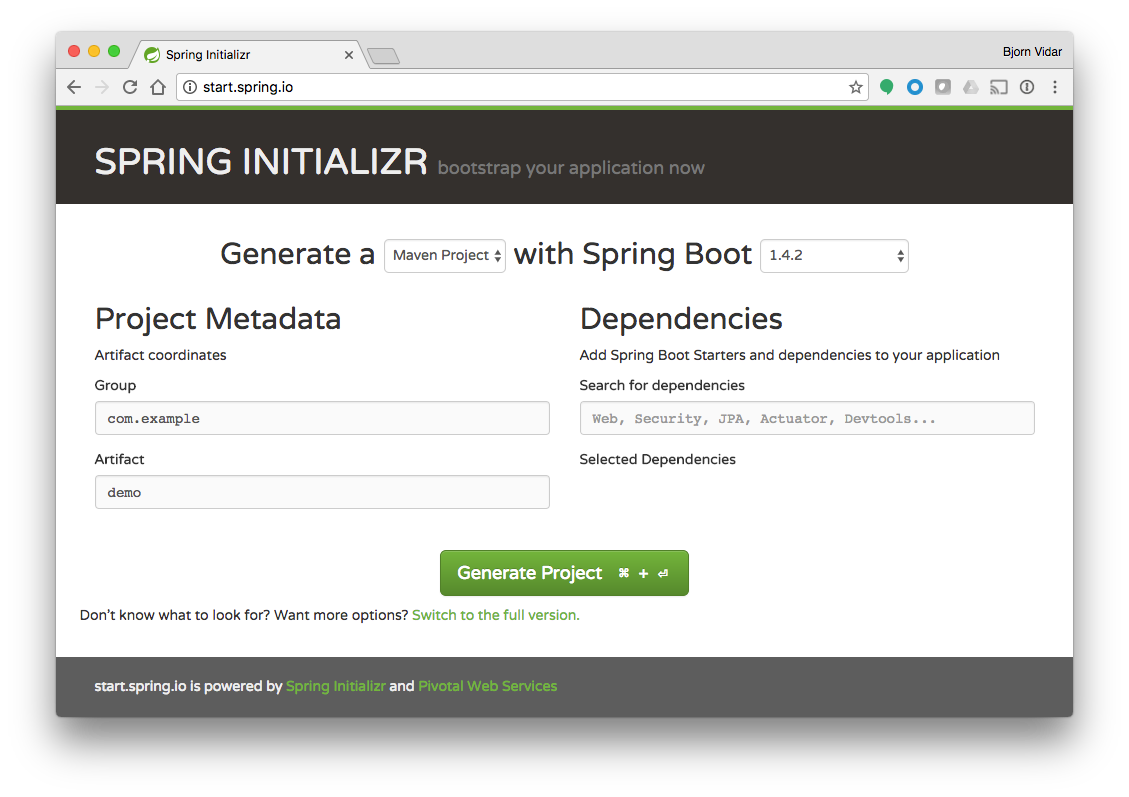 Spring Initializr
Bjorn Vidar
start.spring.io
SPRING INITIALIZR bootstrap your application now
Generate a Maven Project with Spring Boot 1.4.2
Project Metadata
Artifact coordinates
Group
com.example
Artifact
demo
Dependencies
Add Spring Boot Starters and dependencies to your application
Search for dependencies
Web, Security, JPA, Actuator, Devtools...
Selected Dependencies
Generate Project ⌘ + ⏎
Don't know what to look for? Want more options? Switch to the full version.
start.spring.io is powered by Spring Initializr and Pivotal Web Services